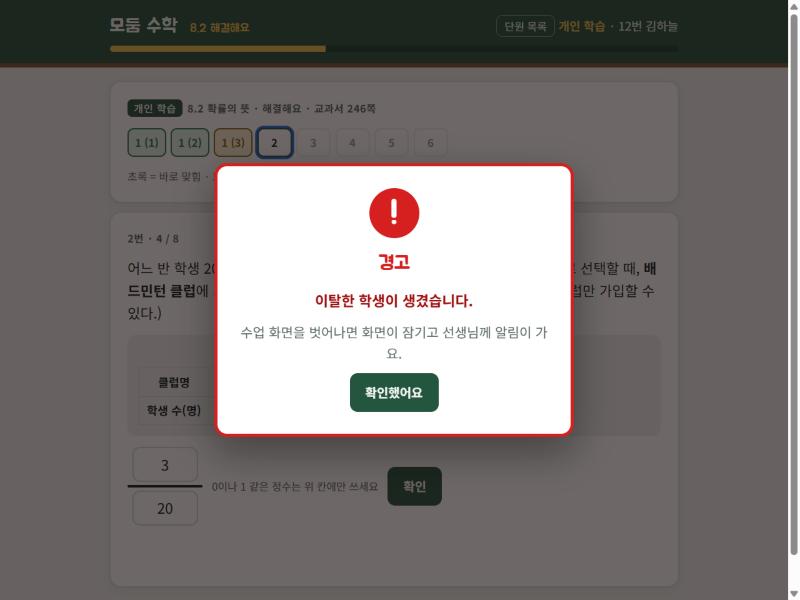 모둠 수학 8.2 해결해요 단원 목록 개인 학습 · 12번 김하늘
개인 학습 8.2 확률의 뜻 · 해결해요 · 교과서 246쪽
1 (1) 1 (2) 1 (3) 2 3 4 5 6
초록 = 바로 맞힘 ·
2번 · 4 / 8
어느 반 학생 선택할 때, 배
드민턴 클럽에 가입할 수
있다.)
클럽명
학생 수(명)
경고
이탈한 학생이 생겼습니다.
수업 화면을 벗어나면 화면이 잠기고 선생님께 알림이 가
요.
확인했어요
3
20
0이나 1 같은 정수는 위 칸에만 쓰세요
확인